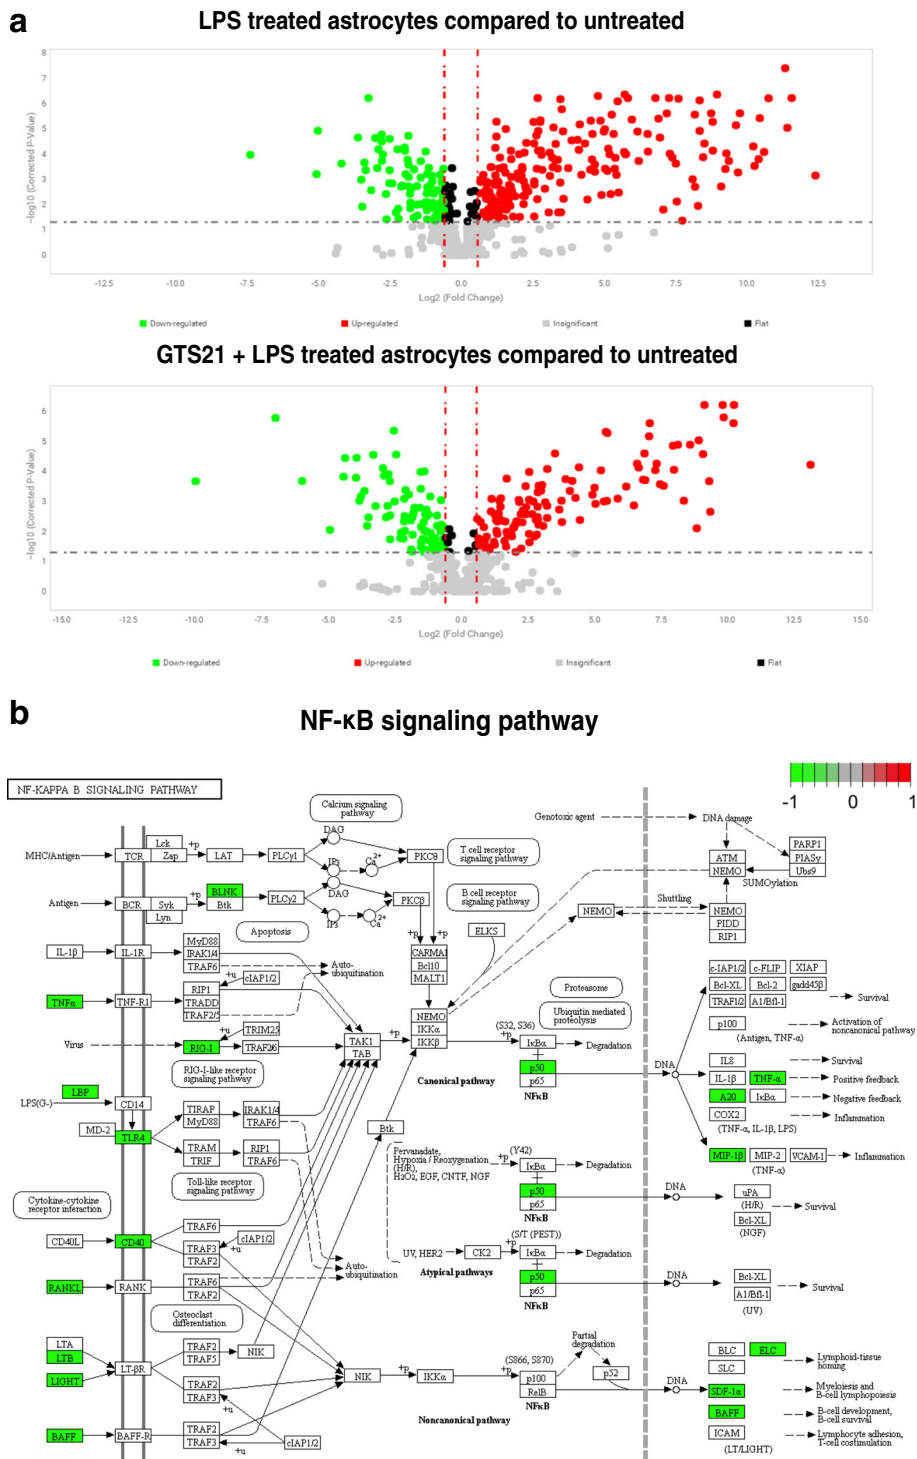 a
LPS treated astrocytes compared to untreated
8
7
6
5
4
3
2
1
0
−log10 (Corrected P-Value)
-12.5 -10.0 -7.5 -5.0 -2.5 0.0 2.5 5.0 7.5 10.0 12.5
Log2 (Fold Change)
Down-regulated Up-regulated Insignificant Flat
GTS21 + LPS treated astrocytes compared to untreated
6
5
4
3
2
1
0
−log10 (Corrected P-Value)
-15.0 -12.5 -10.0 -7.5 -5.0 -2.5 0.0 2.5 5.0 7.5 10.0 12.5 15.0
Log2 (Fold Change)
Down-regulated Up-regulated Insignificant Flat
b
NF-κB signaling pathway
NF-KAPPA B SIGNALING PATHWAY
-1 0 1
Calcium signaling
pathway
Genotoxic agent
DNA damage
MHC/Antigen
TCR
Lck
Zap
+p
LAT
PLCγ1
DAG
IP3
Ca2+
PKCθ
T cell receptor
signaling pathway
ATM
NEMO
PARP1
PIASy
Ubs9
SUMOylation
Antigen
BCR
Syk
Lyn
+p
BLNK
Btk
PLCγ2
DAG
IP3
Ca2+
PKCβ
B cell receptor
signaling pathway
NEMO
Shuttling
NEMO
PIDD
RIP1
Apoptosis
+p
+p
ELKS
CARMA1
Bcl10
MALT1
IL-1β
IL-1R
MyD88
IRAK1/4
TRAF6
Auto-
ubiquitination
TNFα
TNF-R1
RIP1
TRADD
TRAF2/5
+u
cIAP1/2
Proteasome
Ubiquitin mediated
proteolysis
c-IAP1/2
c-FLIP
XIAP
Bcl-XL
Bcl-2
gadd45β
TRAF1/2
A1/Bfl-1
Survival
Virus
RIG-I
+u
TRIM25
TRAF2/6
RIG-I-like receptor
signaling pathway
TAK1
TAB
+p
NEMO
IKKα
IKKβ
(S32, S36)
+p
IκBα
p50
p65
NFκB
Degradation
Canonical pathway
DNA
p100
Activation of
noncanonical pathway
(Antigen, TNF-α)
IL8
Survival
IL-1β
TNF-α
Positive feedback
A20
IκBα
Negative feedback
COX2
Inflammation
(TNF-α, IL-1β, LPS)
MIP-1β
MIP-2
VCAM-1
Inflammation
(TNF-α)
LBP
LPS(G-)
CD14
MD-2
TLR4
TIRAP
MyD88
IRAK1/4
TRAF6
TRAM
TRIF
RIP1
TRAF6
Toll-like receptor
signaling pathway
Btk
Pervanadate,
Hypoxia / Reoxygenation
(H/R),
H2O2, EGF, CNTF, NGF
(Y42)
+p
IκBα
p50
p65
NFκB
Degradation
DNA
uPA
(H/R)
Bcl-XL
(NGF)
Survival
Cytokine-cytokine
receptor interaction
CD40L
CD40
TRAF6
TRAF3
TRAF2
+u
cIAP1/2
Auto-
ubiquitination
UV, HER2
CK2
(S/T (PEST))
+p
IκBα
p50
p65
NFκB
Degradation
Atypical pathways
DNA
Bcl-XL
A1/Bfl-1
(UV)
Survival
RANKL
RANK
TRAF6
TRAF2
Osteoclast
differentiation
LTA
LTB
LIGHT
LT-βR
TRAF2
TRAF5
NIK
TRAF2
TRAF3
+u
NIK
+p
IKKα
(S866, S870)
+p
p100
RelB
NFκB
Partial
degradation
p52
Noncanonical pathway
DNA
BLC
ELC
SLC
Lymphoid-tissue
homing
SDF-1α
Myeloiesis and
B-cell lymphopoiesis
BAFF
B-cell development,
B-cell survival
ICAM
(LT/LIGHT)
Lymphocyte adhesion,
T-cell costimulation
BAFF
BAFF-R
TRAF2
TRAF3
+u
cIAP1/2